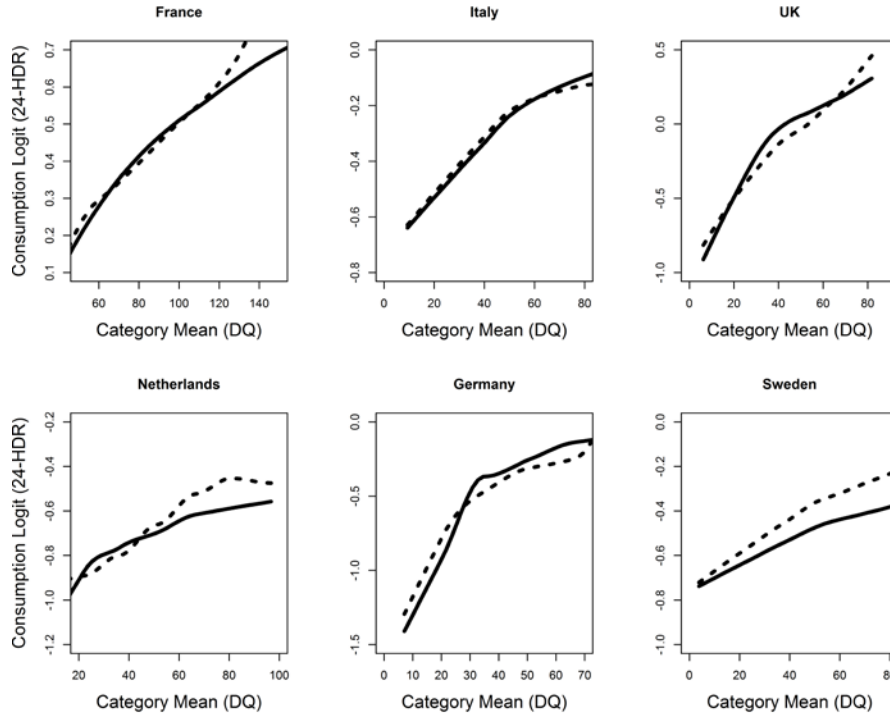 France
Italy
UK
Consumption Logit (24-HDR)
0.1 0.2 0.3 0.4 0.5 0.6 0.7
60 80 100 120 140
Category Mean (DQ)
-0.8 -0.6 -0.4 -0.2 0.0
0 20 40 60 80
Category Mean (DQ)
-1.0 -0.5 0.0 0.5
0 20 40 60 80
Category Mean (DQ)
Netherlands
Germany
Sweden
Consumption Logit (24-HDR)
-1.2 -1.0 -0.8 -0.6 -0.4 -0.2
20 40 60 80 100
Category Mean (DQ)
-1.5 -1.0 -0.5 0.0
0 10 20 30 40 50 60 70
Category Mean (DQ)
-1.0 -0.8 -0.6 -0.4 -0.2 0.0
0 20 40 60 80
Category Mean (DQ)